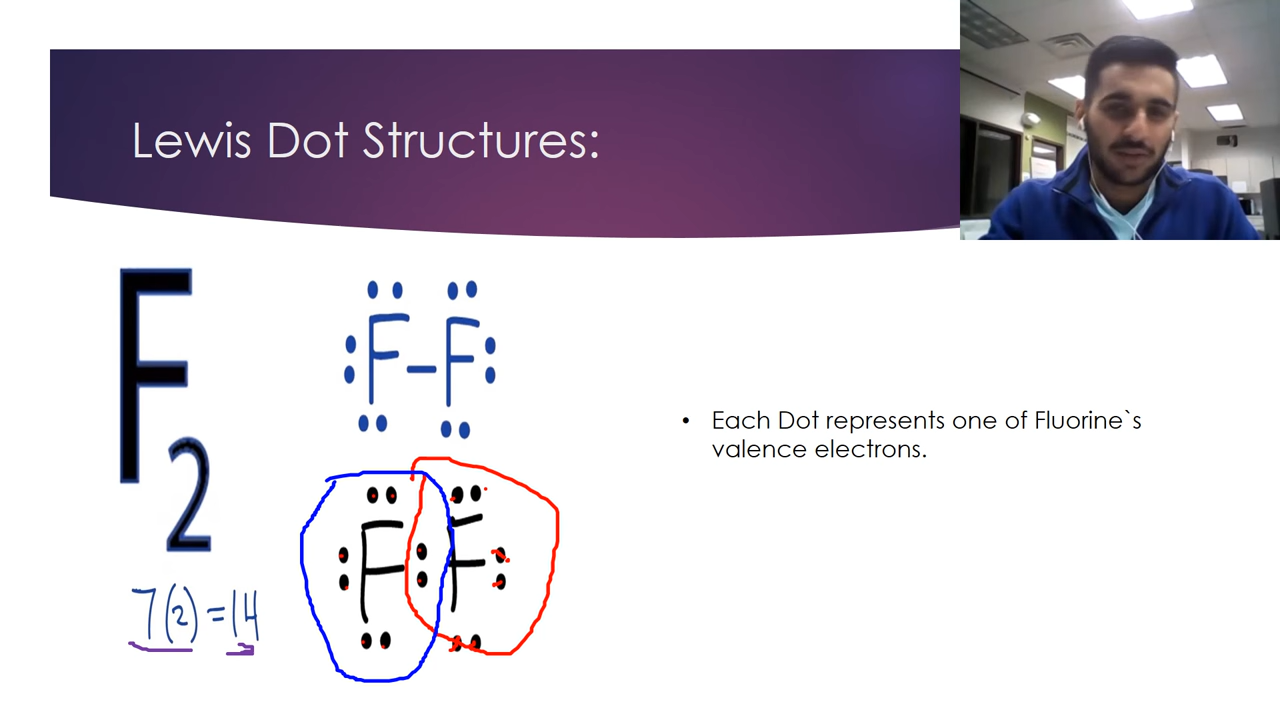 Lewis Dot Structures:
F2
F–F
F F
7(2)=14
• Each Dot represents one of Fluorine`s
valence electrons.